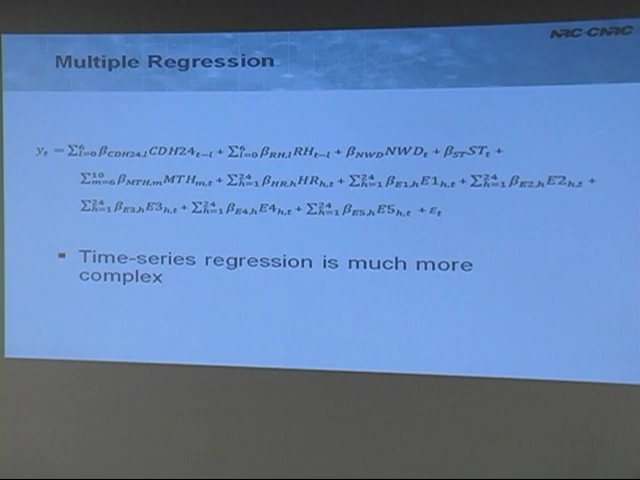 NRC-CNRC
Multiple Regression
y_t = Σ_{l=0}^{6} β_{CDH24,l}CDH24_{t-l} + Σ_{l=0}^{6} β_{RH,l}RH_{t-l} + β_{NWD}NWD_t + β_{ST}ST_t +
Σ_{m=6}^{10} β_{MTH,m}MTH_{m,t} + Σ_{h=1}^{24} β_{HR,h}HR_{h,t} + Σ_{h=1}^{24} β_{E1,h}E1_{h,t} + Σ_{h=1}^{24} β_{E2,h}E2_{h,t} +
Σ_{h=1}^{24} β_{E3,h}E3_{h,t} + Σ_{h=1}^{24} β_{E4,h}E4_{h,t} + Σ_{h=1}^{24} β_{E5,h}E5_{h,t} + ε_t
▪ Time-series regression is much more
complex